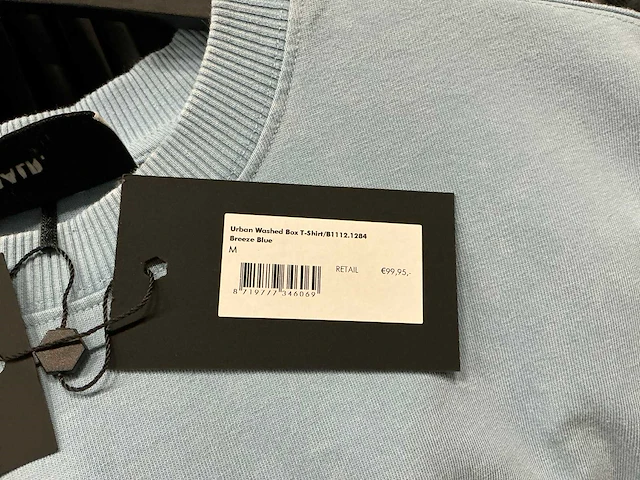 Urban Washed Box T-Shirt/B1112.1284
Breeze Blue
M
RETAIL €99,95,-
8 719777 346069